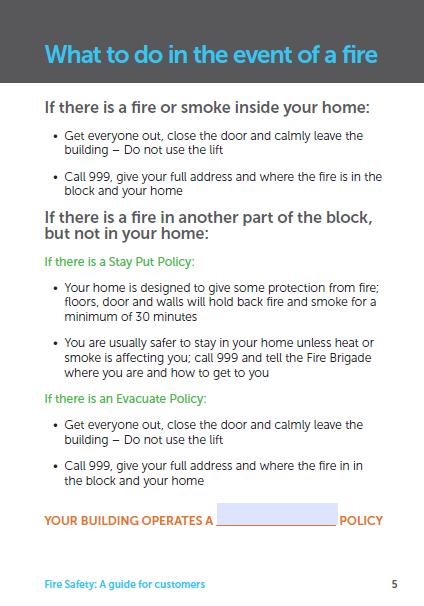 What to do in the event of a fire
If there is a fire or smoke inside your home:
• Get everyone out, close the door and calmly leave the
building – Do not use the lift
• Call 999, give your full address and where the fire is in the
block and your home
If there is a fire in another part of the block,
but not in your home:
If there is a Stay Put Policy:
• Your home is designed to give some protection from fire;
floors, door and walls will hold back fire and smoke for a
minimum of 30 minutes
• You are usually safer to stay in your home unless heat or
smoke is affecting you; call 999 and tell the Fire Brigade
where you are and how to get to you
If there is an Evacuate Policy:
• Get everyone out, close the door and calmly leave the
building – Do not use the lift
• Call 999, give your full address and where the fire in in
the block and your home
YOUR BUILDING OPERATES A ____________ POLICY
Fire Safety: A guide for customers 5